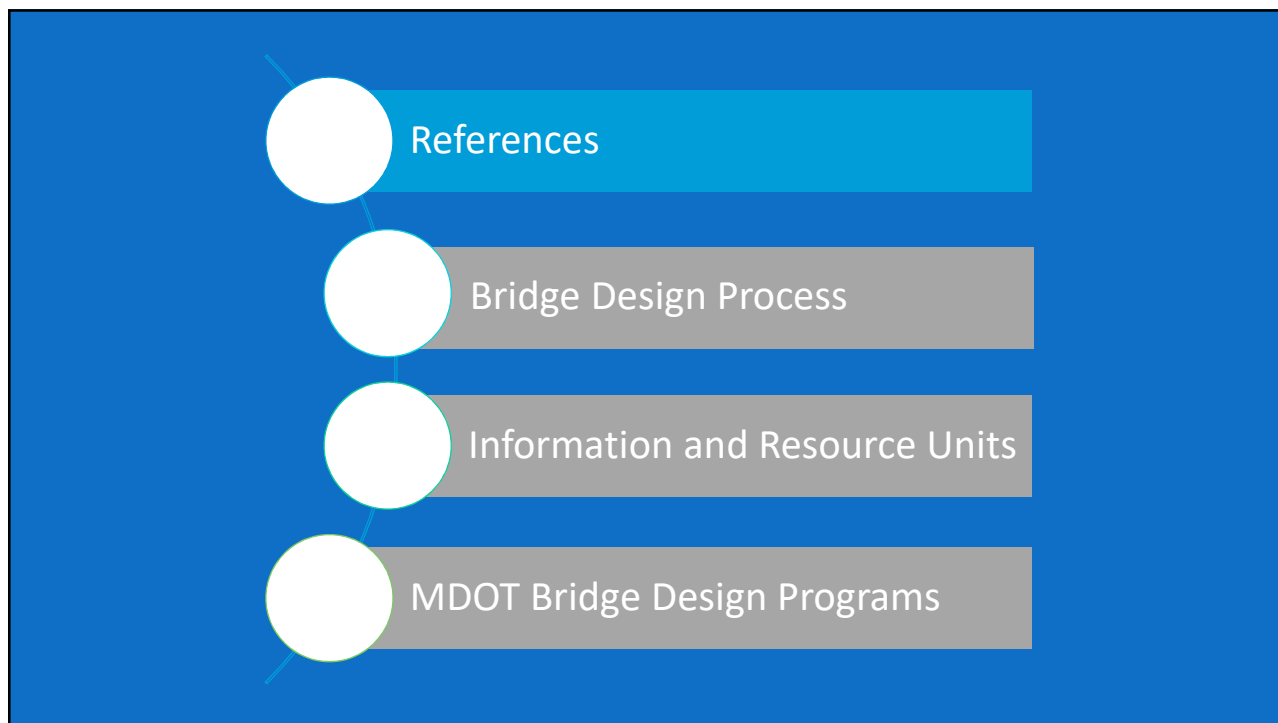 References
Bridge Design Process
Information and Resource Units
MDOT Bridge Design Programs